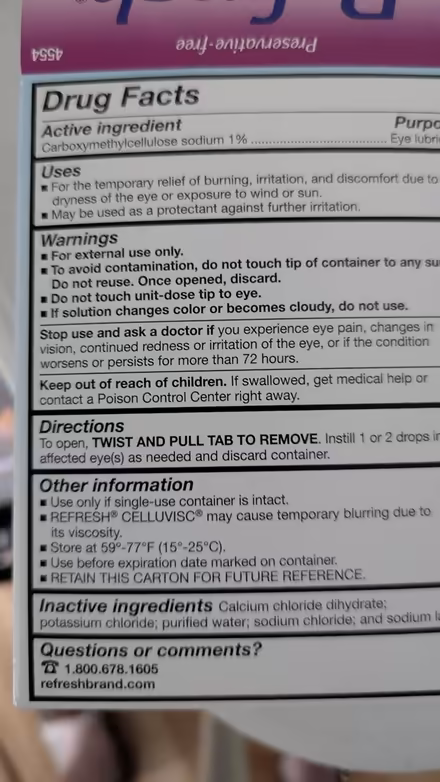 4554
Preservative-free
Drug Facts
Active ingredient
Carboxymethylcellulose sodium 1% ........................................ Eye
Uses
▪ For the temporary relief of burning, irritation, and discomfort due to
dryness of the eye or exposure to wind or sun.
▪ May be used as a protectant against further irritation.
Warnings
▪ For external use only.
▪ To avoid contamination, do not touch tip of container to any
Do not reuse. Once opened, discard.
▪ Do not touch unit-dose tip to eye.
▪ If solution changes color or becomes cloudy, do not use.
Stop use and ask a doctor if you experience eye pain, changes in
vision, continued redness or irritation of the eye, or if the condition
worsens or persists for more than 72 hours.
Keep out of reach of children. If swallowed, get medical help or
contact a Poison Control Center right away.
Directions
To open, TWIST AND PULL TAB TO REMOVE. Instill 1 or 2 drops in
affected eye(s) as needed and discard container.
Other information
▪ Use only if single-use container is intact.
▪ REFRESH® CELLUVISC® may cause temporary blurring due to
its viscosity.
▪ Store at 59°-77°F (15°-25°C).
▪ Use before expiration date marked on container.
▪ RETAIN THIS CARTON FOR FUTURE REFERENCE.
Inactive ingredients Calcium chloride dihydrate;
potassium chloride; purified water; sodium chloride; and sodium
Questions or comments?
☎ 1.800.678.1605
refreshbrand.com